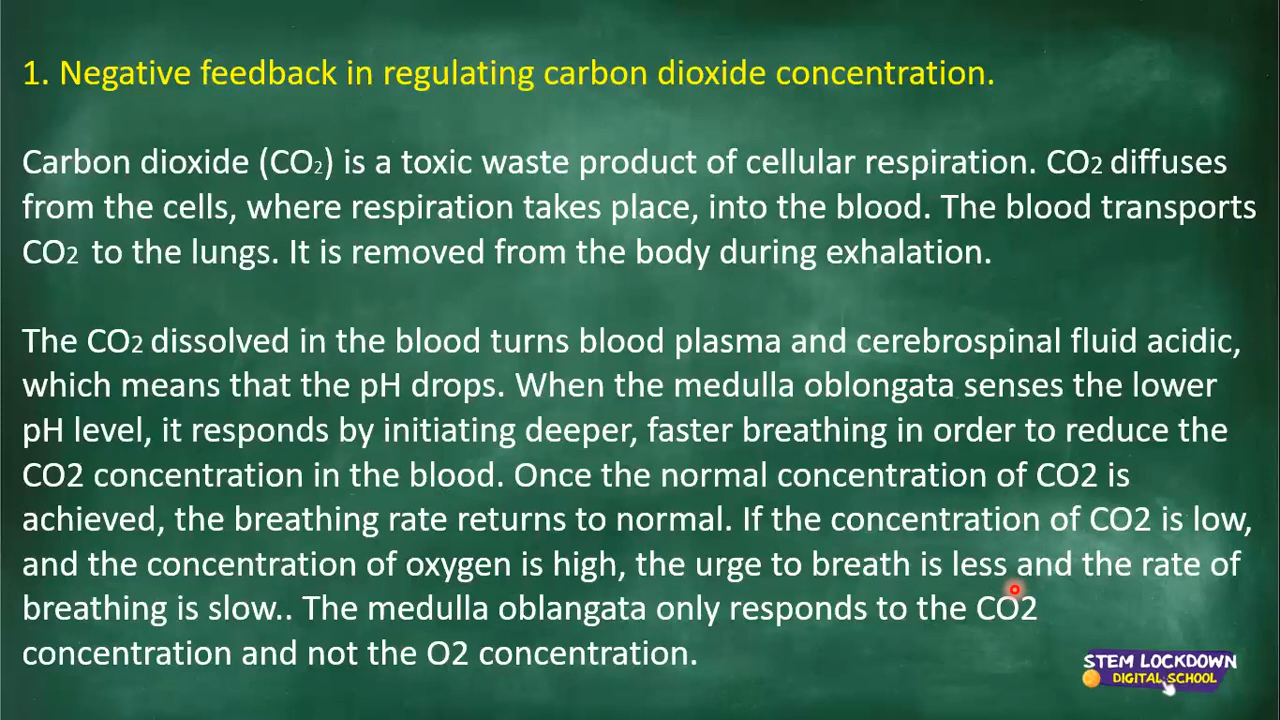 1. Negative feedback in regulating carbon dioxide concentration.
Carbon dioxide (CO₂) is a toxic waste product of cellular respiration. CO2 diffuses
from the cells, where respiration takes place, into the blood. The blood transports
CO2 to the lungs. It is removed from the body during exhalation.
The CO2 dissolved in the blood turns blood plasma and cerebrospinal fluid acidic,
which means that the pH drops. When the medulla oblongata senses the lower
pH level, it responds by initiating deeper, faster breathing in order to reduce the
CO2 concentration in the blood. Once the normal concentration of CO2 is
achieved, the breathing rate returns to normal. If the concentration of CO2 is low,
and the concentration of oxygen is high, the urge to breath is less and the rate of
breathing is slow.. The medulla oblangata only responds to the CO2
concentration and not the O2 concentration.
STEM LOCKDOWN
DIGITAL SCHOOL